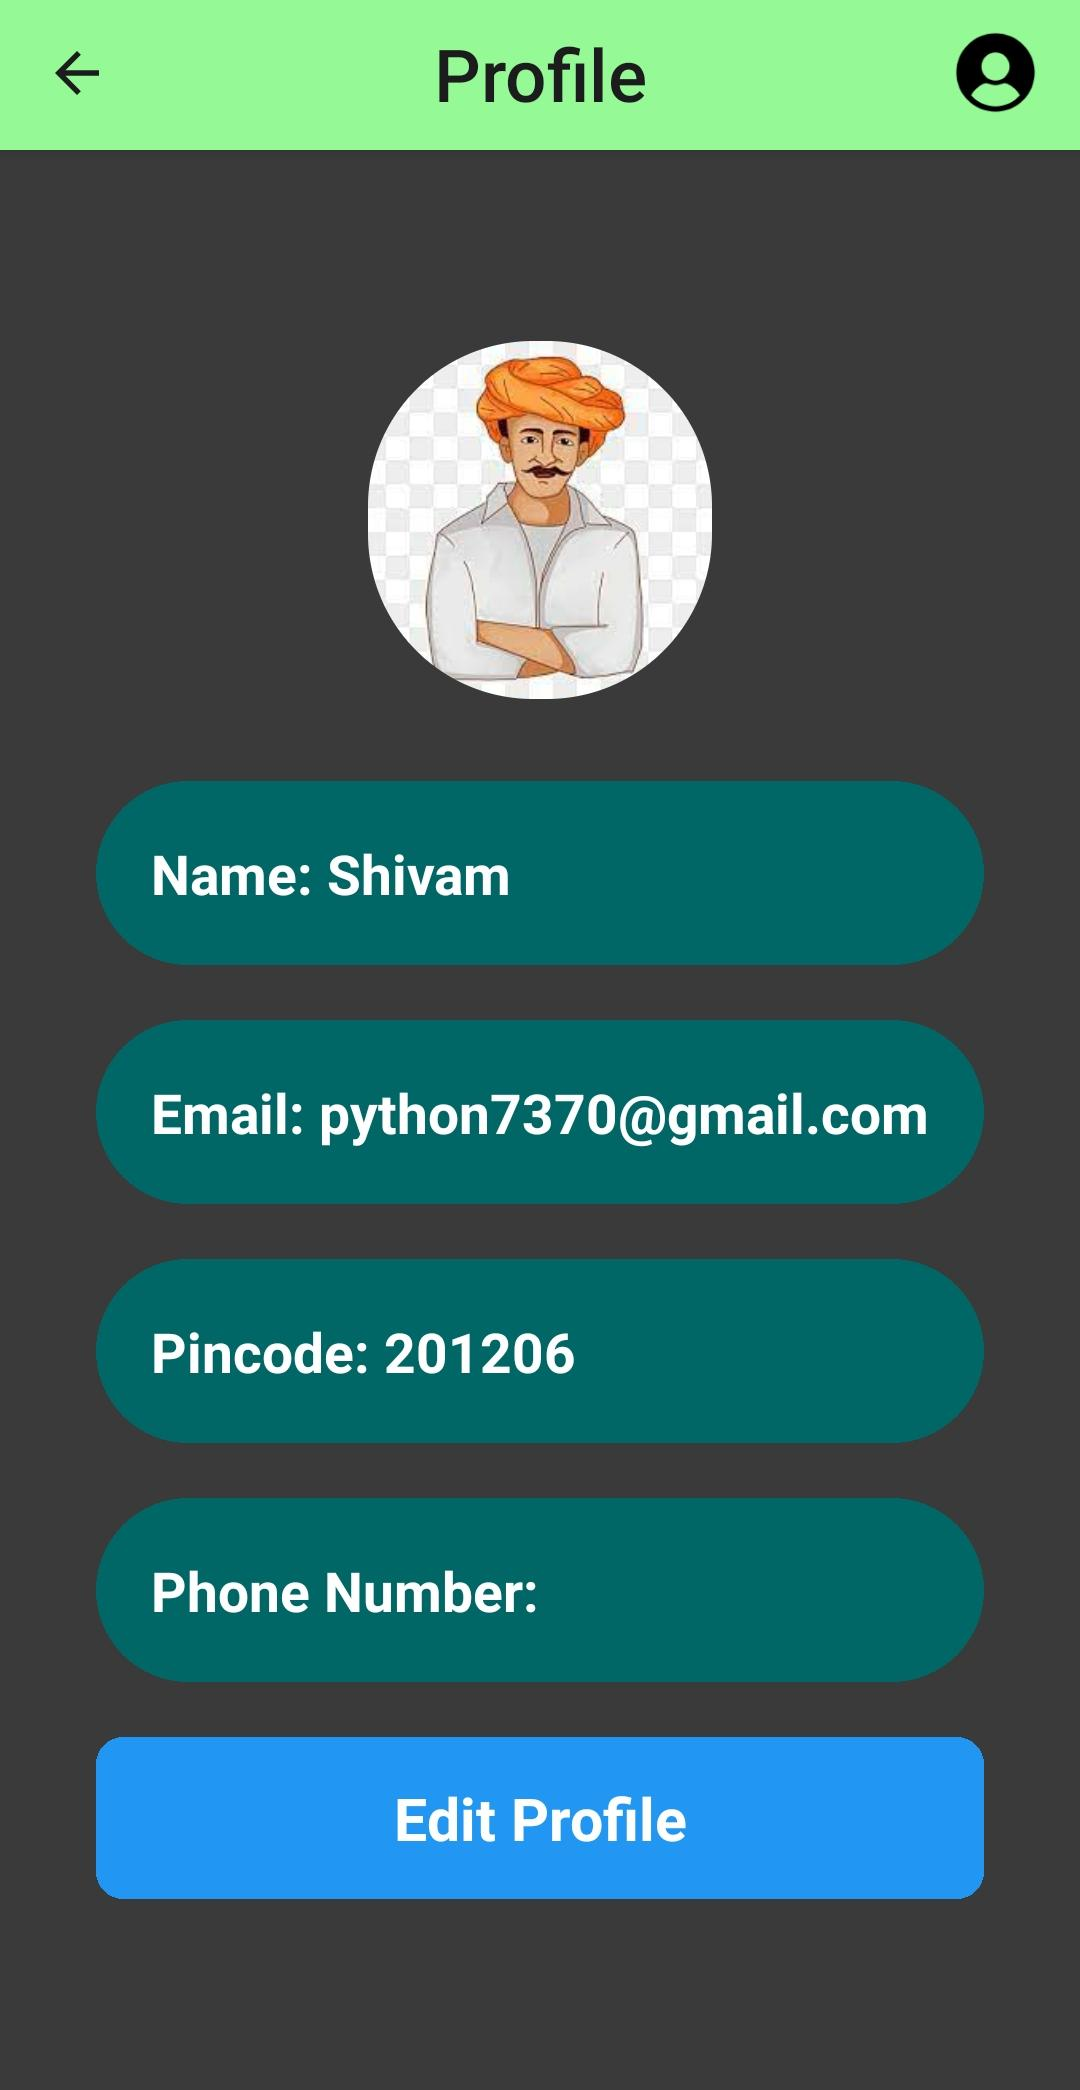 Profile
Name: Shivam
Email: python7370@gmail.com
Pincode: 201206
Phone Number:
Edit Profile